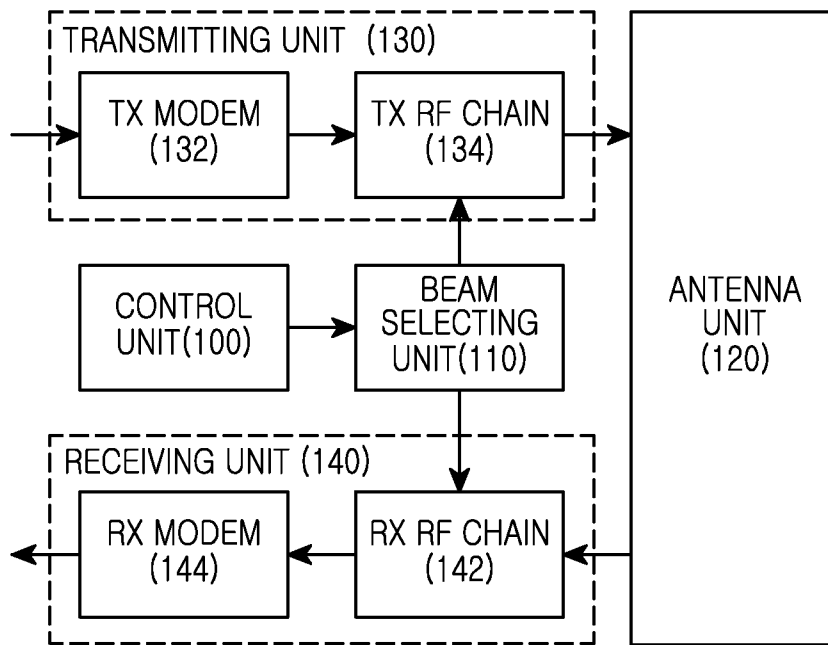 TRANSMITTING UNIT (130)
TX MODEM
(132)
TX RF CHAIN
(134)
CONTROL
UNIT(100)
BEAM
SELECTING
UNIT(110)
ANTENNA
UNIT
(120)
RECEIVING UNIT (140)
RX MODEM
(144)
RX RF CHAIN
(142)